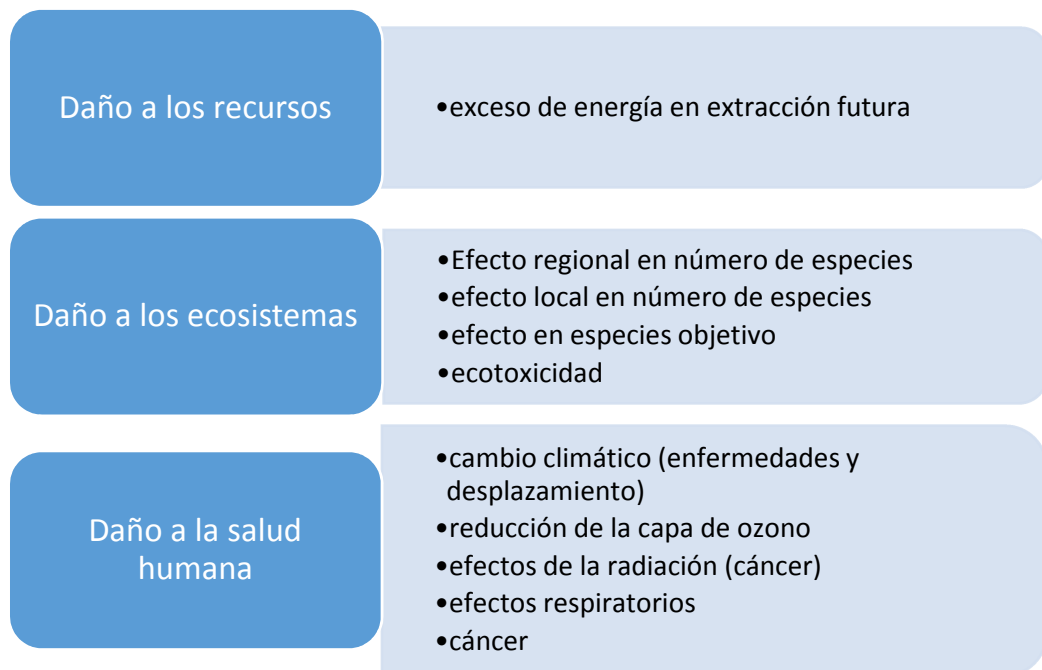 Daño a los recursos
•exceso de energía en extracción futura
Daño a los ecosistemas
•Efecto regional en número de especies
•efecto local en número de especies
•efecto en especies objetivo
•ecotoxicidad
Daño a la salud
humana
•cambio climático (enfermedades y
desplazamiento)
•reducción de la capa de ozono
•efectos de la radiación (cáncer)
•efectos respiratorios
•cáncer